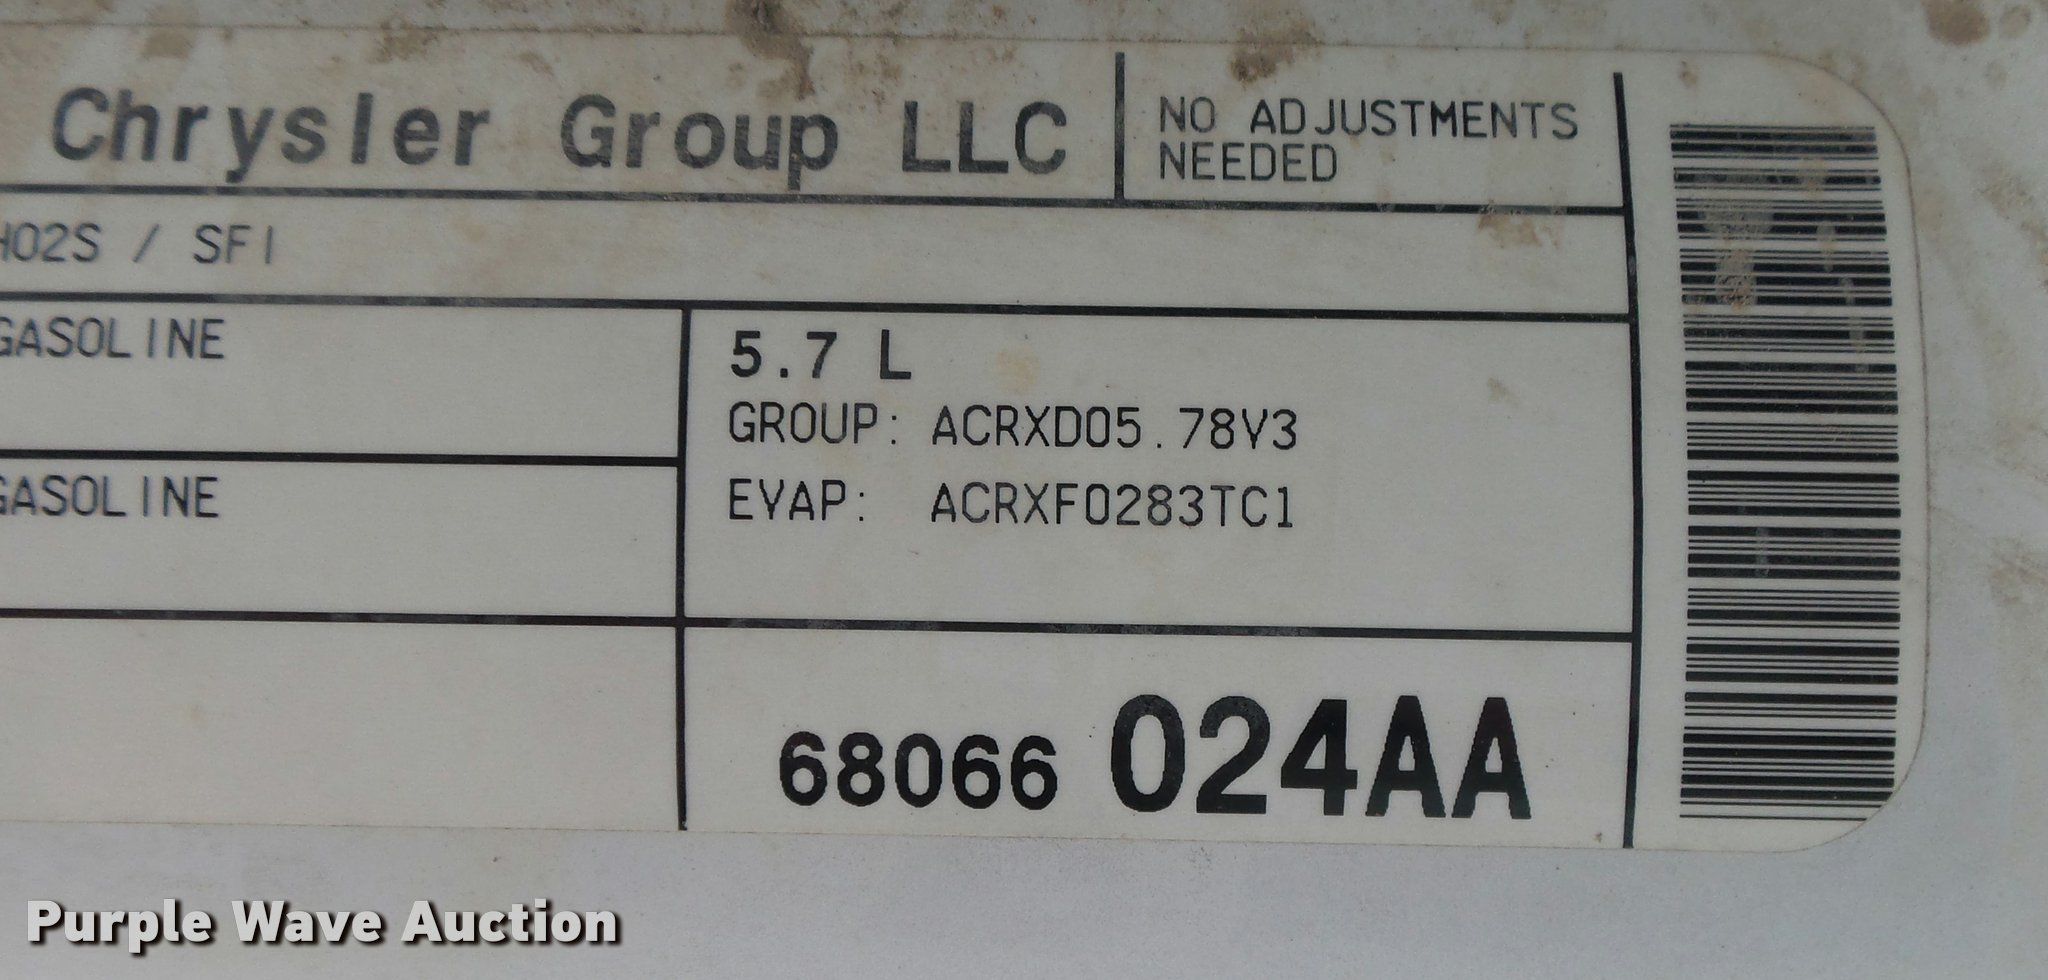 Chrysler Group LLC
NO ADJUSTMENTS
NEEDED
HO2S / SFI
GASOLINE
5.7 L
GROUP: ACRXD05.78V3
GASOLINE
EVAP: ACRXF0283TC1
68066 024AA
Purple Wave Auction